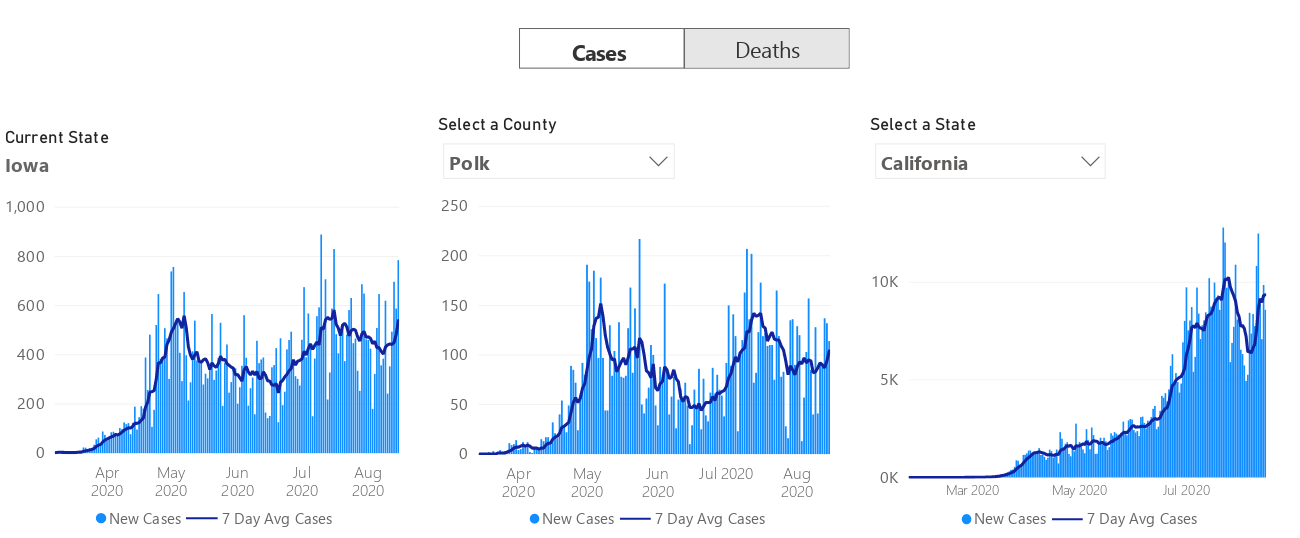 Cases Deaths
Current State
Iowa
1,000
800
600
400
200
0
Apr 2020
May 2020
Jun 2020
Jul 2020
Aug 2020
New Cases 7 Day Avg Cases
Select a County
Polk
250
200
150
100
50
0
Apr 2020
May 2020
Jun 2020
Jul 2020
Aug 2020
New Cases 7 Day Avg Cases
Select a State
California
10K
5K
0K
Mar 2020 May 2020 Jul 2020
New Cases 7 Day Avg Cases